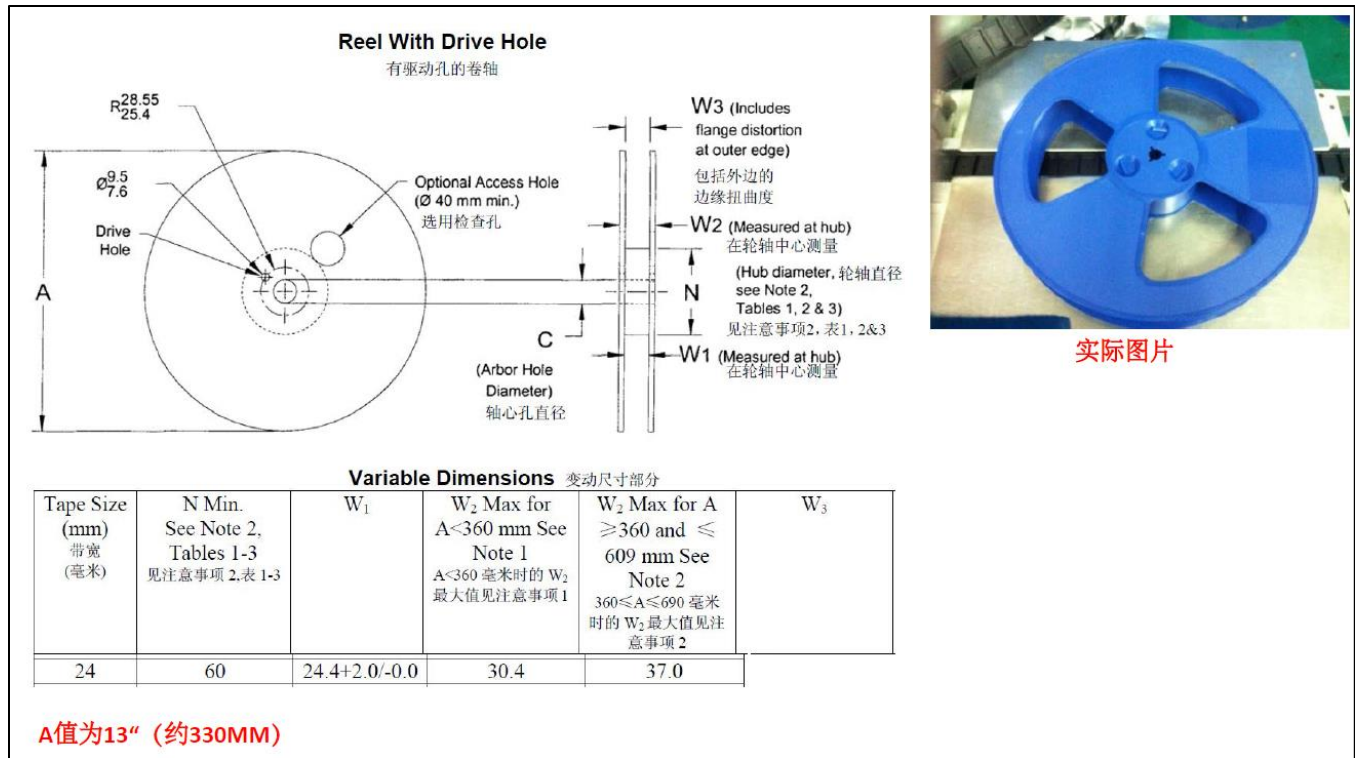 Reel With Drive Hole
有驱动孔的卷轴
R28.55
25.4
Ø9.5
7.6
Drive
Hole
A
Optional Access Hole
(Ø 40 mm min.)
选用检查孔
C
(Arbor Hole
Diameter)
轴心孔直径
W3 (Includes
flange distortion
at outer edge)
包括外边的
边缘扭曲度
W2 (Measured at hub)
在轮轴中心测量
N
(Hub diameter, 轮轴直径
see Note 2,
Tables 1, 2 & 3)
见注意事项2, 表1, 2&3
W1 (Measured at hub)
在轮轴中心测量
实际图片
Variable Dimensions 变动尺寸部分
Tape Size
(mm)
带宽
(毫米)
N Min.
See Note 2,
Tables 1-3
见注意事项 2,表 1-3
W1
W2 Max for
A<360 mm See
Note 1
A<360 毫米时的 W2
最大值见注意事项 1
W2 Max for A
≥360 and ≤
609 mm See
Note 2
360≤A≤690 毫米
时的 W2 最大值见注
意事项 2
W3
24 60 24.4+2.0/-0.0 30.4 37.0
A值为13“（约330MM）